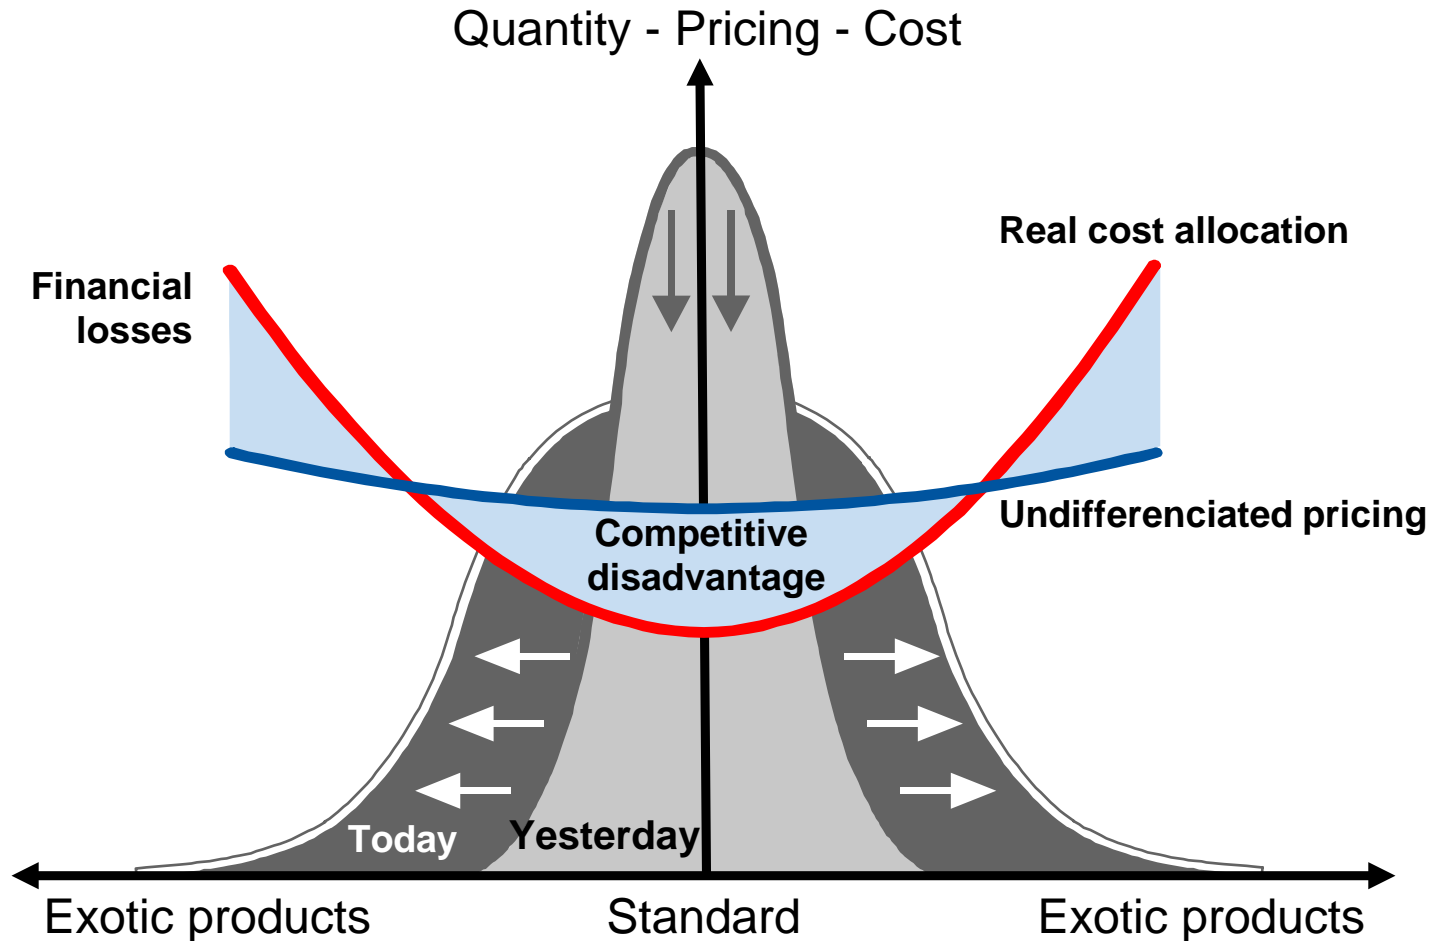 Quantity - Pricing - Cost
Real cost allocation
Financial
losses
Undifferenciated pricing
Competitive
disadvantage
Today
Yesterday
Exotic products
Standard
Exotic products